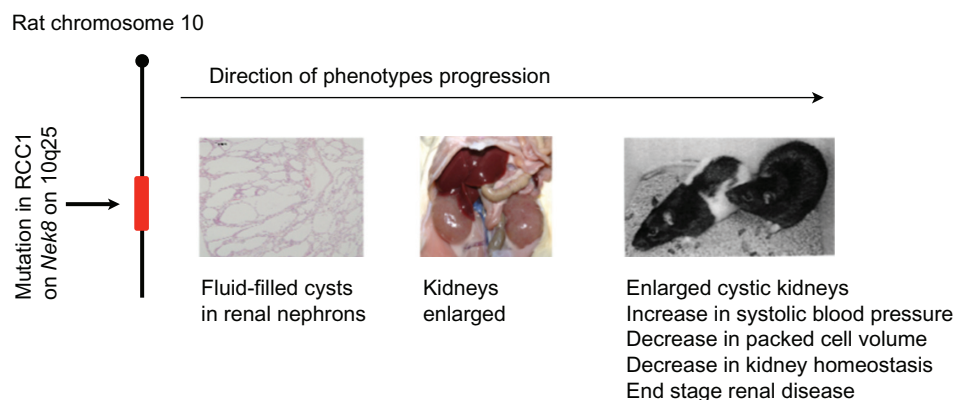 Rat chromosome 10
Direction of phenotypes progression
Mutation in RCC1
on Nek8 on 10q25
Fluid-filled cysts
in renal nephrons
Kidneys
enlarged
Enlarged cystic kidneys
Increase in systolic blood pressure
Decrease in packed cell volume
Decrease in kidney homeostasis
End stage renal disease